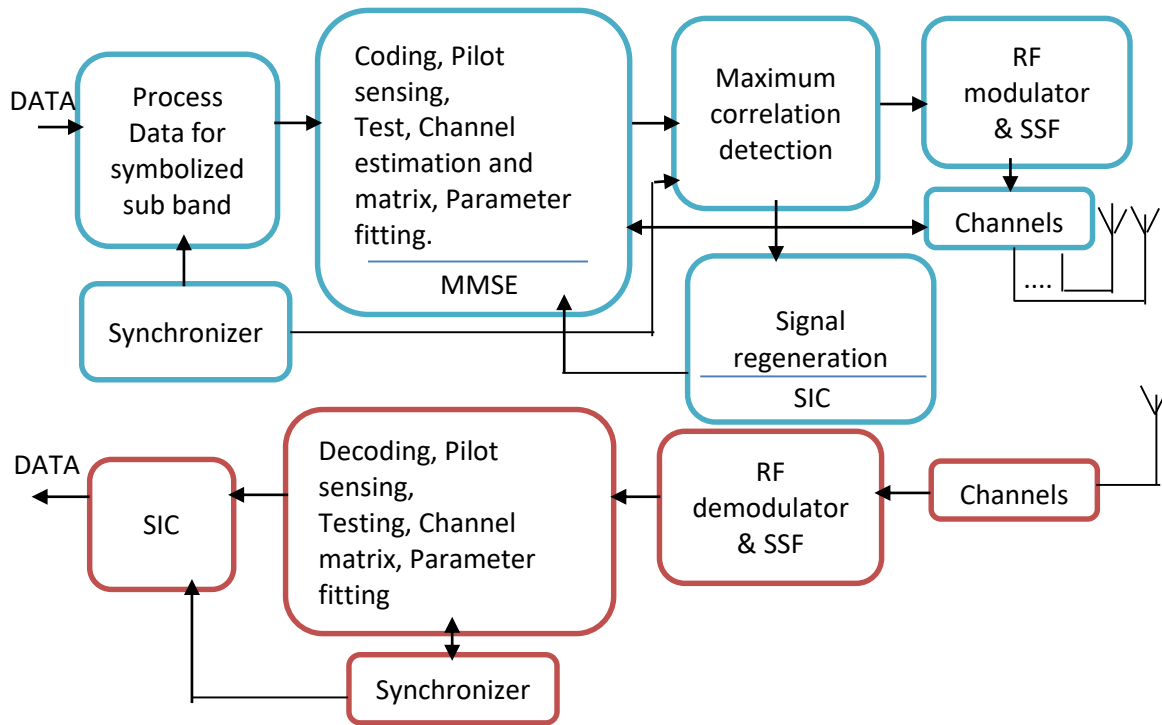 DATA
Process
Data for
symbolized
sub band
Coding, Pilot
sensing,
Test, Channel
estimation and
matrix, Parameter
fitting.
MMSE
Maximum
correlation
detection
RF
modulator
& SSF
Channels
....
Synchronizer
Signal
regeneration
SIC
DATA
SIC
Decoding, Pilot
sensing,
Testing, Channel
matrix, Parameter
fitting
RF
demodulator
& SSF
Channels
Synchronizer